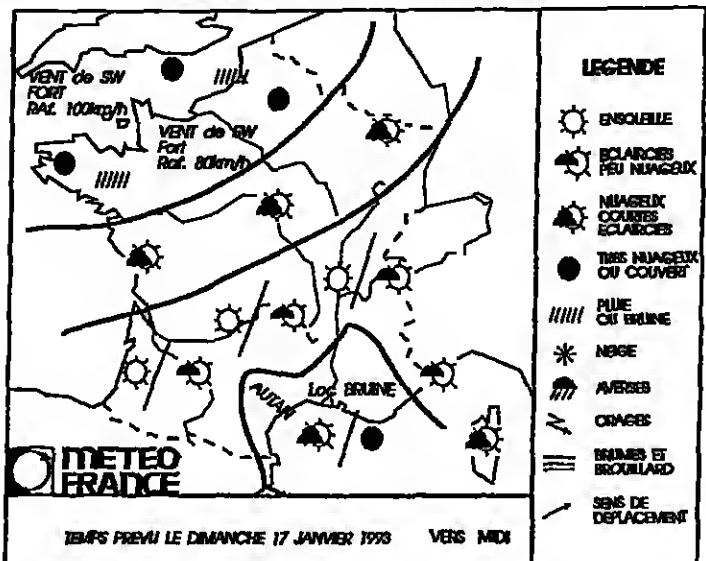 VENT de SW
FORT
Raf. 100km/h
VENT de SW
Fort
Raf. 80km/h
AUTAN
Loc. BRUINE
METEO
FRANCE
TEMPS PREVU LE DIMANCHE 17 JANVIER 1993 VERS MIDI
LEGENDE
ENSOLEILLE
ECLAIRCIES
PEU NUAGEUX
NUAGEUX
COURTES
ECLAIRCIES
TRES NUAGEUX
OU COUVERT
PLUIE
OU BRUINE
NEIGE
AVERSES
ORAGES
BRUMES ET
BROUILLARD
SENS DE
DEPLACEMENT